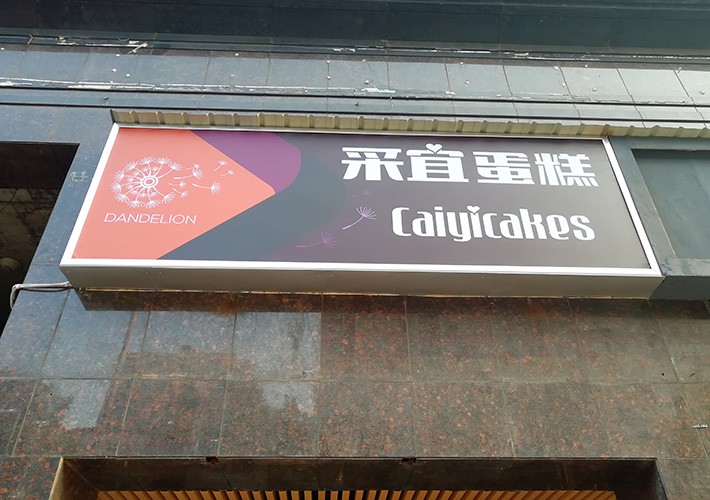 DANDELION
采宜蛋糕
Caiyicakes